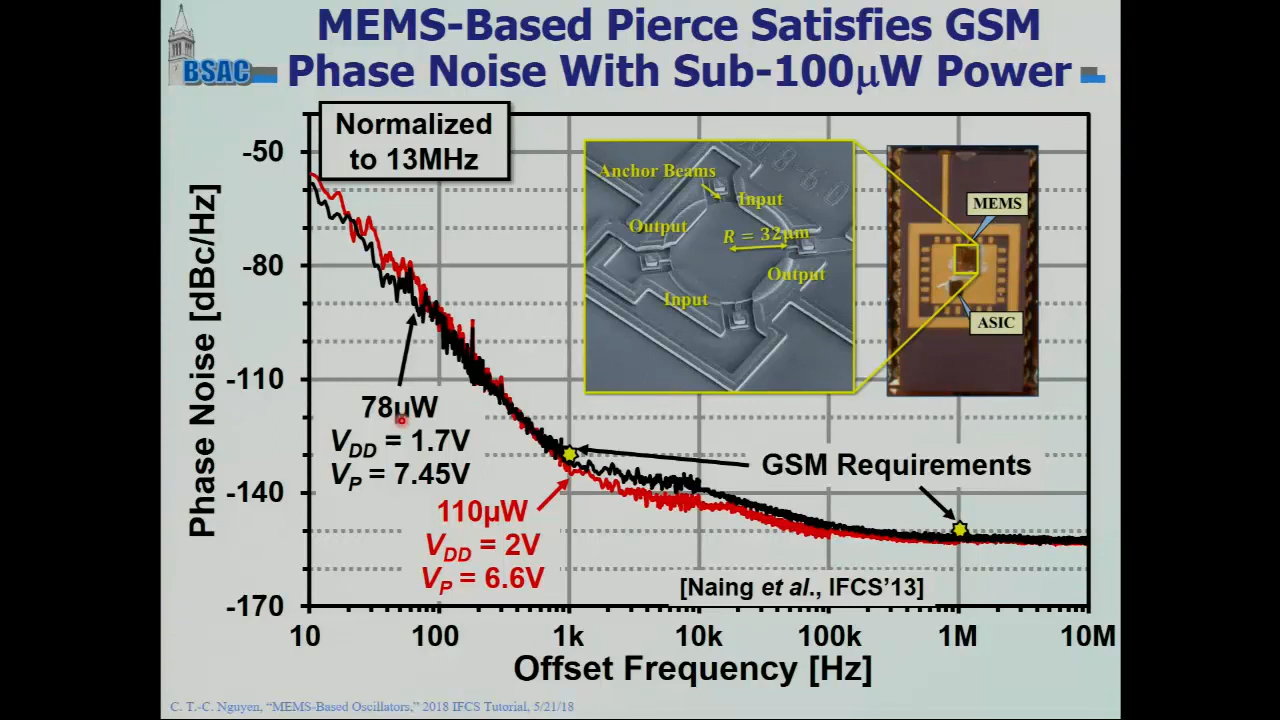 MEMS-Based Pierce Satisfies GSM
Phase Noise With Sub-100µW Power
BSAC
Normalized
to 13MHz
-50
-80
-110
-140
-170
Phase Noise [dBc/Hz]
Anchor Beams
Input
Output
R = 32µm
Output
Input
MEMS
ASIC
78µW
VDD = 1.7V
VP = 7.45V
GSM Requirements
110µW
VDD = 2V
VP = 6.6V
[Naing et al., IFCS'13]
10 100 1k 10k 100k 1M 10M
Offset Frequency [Hz]
C. T.-C. Nguyen, "MEMS-Based Oscillators," 2018 IFCS Tutorial, 5/21/18